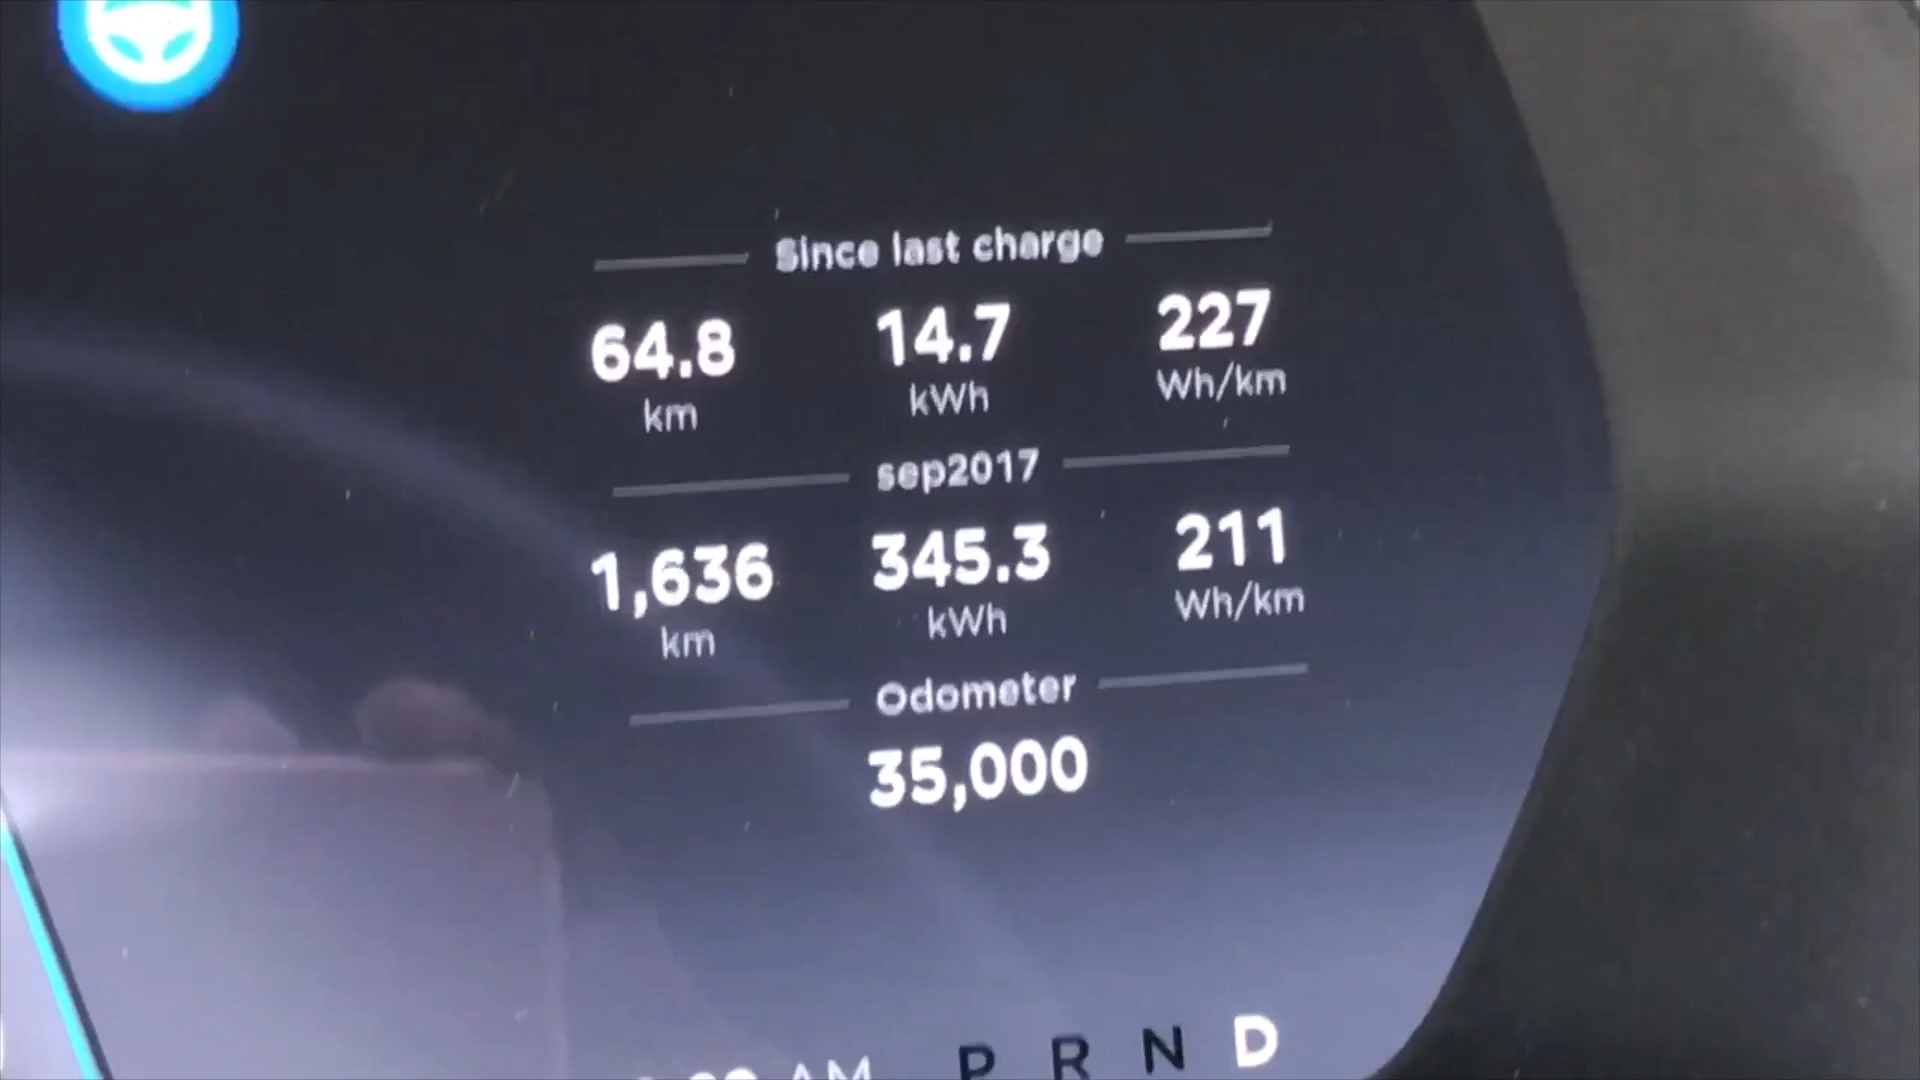 Since last charge
64.8 14.7 227
km kWh Wh/km
sep2017
1,636 345.3 211
km kWh Wh/km
Odometer
35,000
AM P R N D